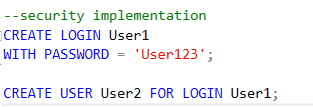 --security implementation
CREATE LOGIN User1
WITH PASSWORD = 'User123';
CREATE USER User2 FOR LOGIN User1;